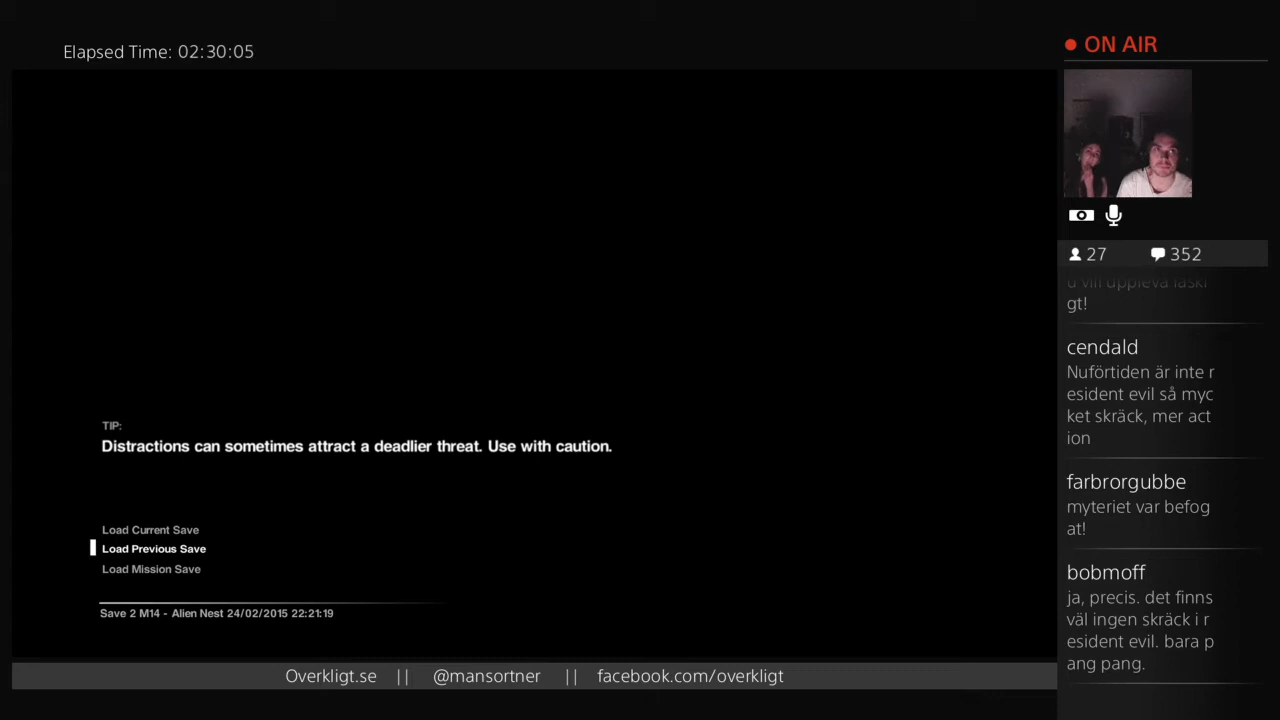 Elapsed Time: 02:30:05
ON AIR
27 352
u vill uppleva läski
gt!
cendald
Nuförtiden är inte r
esident evil så myc
ket skräck, mer act
ion
farbrorgubbe
myteriet var befog
at!
bobmoff
ja, precis. det finns
väl ingen skräck i r
esident evil. bara p
ang pang.
TIP:
Distractions can sometimes attract a deadlier threat. Use with caution.
Load Current Save
Load Previous Save
Load Mission Save
Save 2 M14 - Alien Nest 24/02/2015 22:21:19
Overkligt.se || @mansortner || facebook.com/overkligt